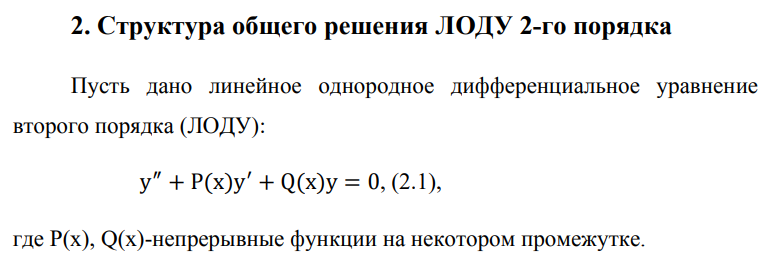 2. Структура общего решения ЛОДУ 2-го порядка
Пусть дано линейное однородное дифференциальное уравнение
второго порядка (ЛОДУ):
y″ + P(x)y′ + Q(x)y = 0, (2.1),
где P(x), Q(x)-непрерывные функции на некотором промежутке.